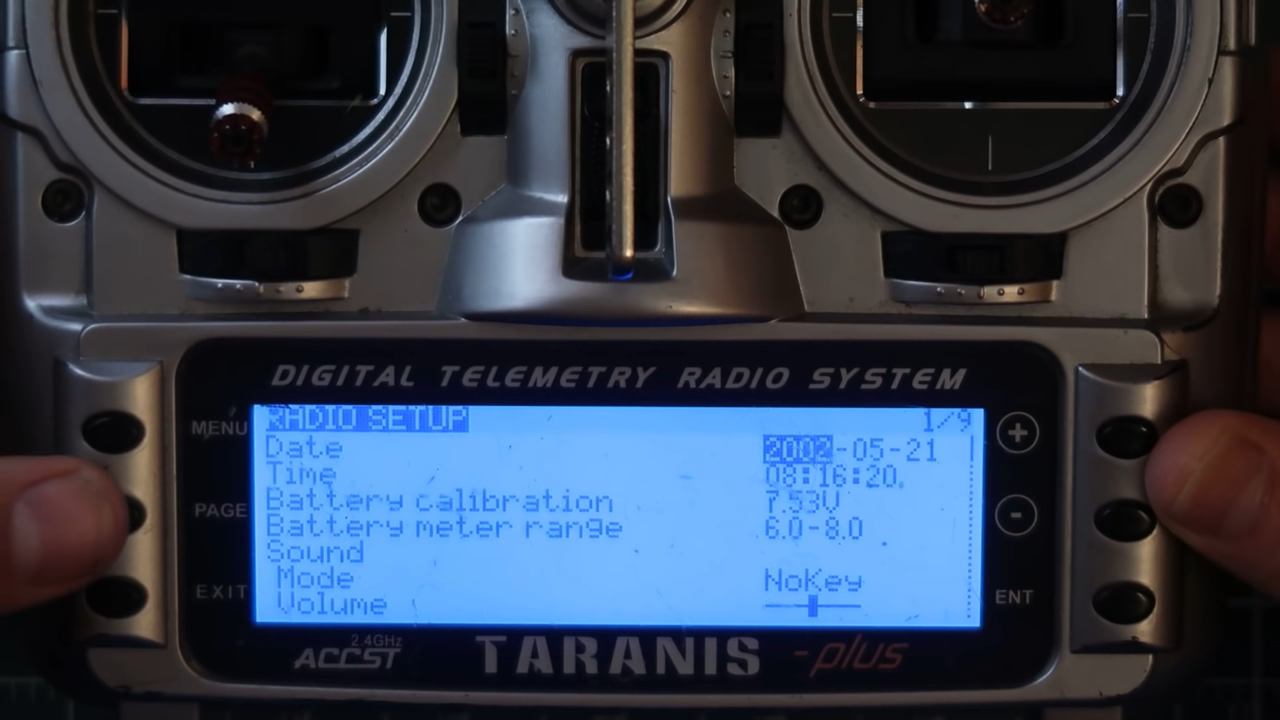 DIGITAL TELEMETRY RADIO SYSTEM
RADIO SETUP 1/9
MENU
Date 2002-05-21
Time 08:16:20
Battery calibration 7.53V
PAGE
Battery meter range 6.0-8.0
Sound
Mode NoKey
EXIT
ENT
Volume
2.4GHz
ACCST TARANIS -plus
+
-